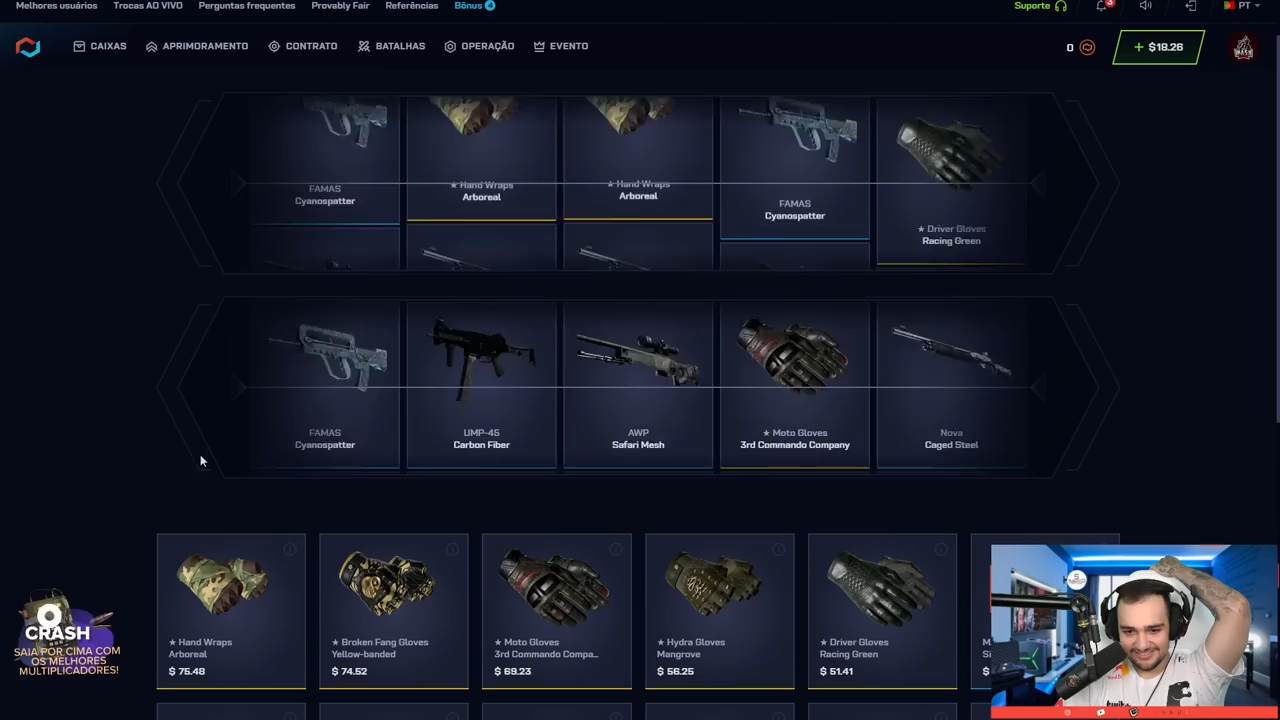 Melhores usuários
Trocas AO VIVO
Perguntas frequentes
Provably Fair
Referências
Bônus 4
Suporte
3
PT
CAIXAS
APRIMORAMENTO
CONTRATO
BATALHAS
OPERAÇÃO
EVENTO
0
+ $18.26
FAMAS
Cyanospatter
★ Hand Wraps
Arboreal
★ Hand Wraps
Arboreal
FAMAS
Cyanospatter
★ Driver Gloves
Racing Green
FAMAS
Cyanospatter
UMP-45
Carbon Fiber
AWP
Safari Mesh
★ Moto Gloves
3rd Commando Company
Nova
Caged Steel
★ Hand Wraps
Arboreal
$ 75.48
★ Broken Fang Gloves
Yellow-banded
$ 74.52
★ Moto Gloves
3rd Commando Compa...
$ 69.23
★ Hydra Gloves
Mangrove
$ 56.25
★ Driver Gloves
Racing Green
$ 51.41
CRASH
SAIA POR CIMA COM
OS MELHORES
MULTIPLICADORES!